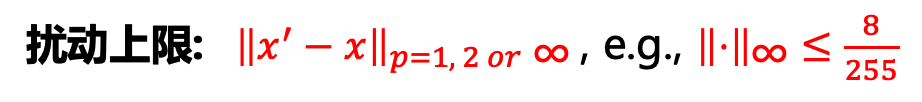 扰动上限: ‖x′ − x‖ₚ₌₁, ₂ ₒᵣ ∞ , e.g., ‖·‖∞ ≤ 8/255